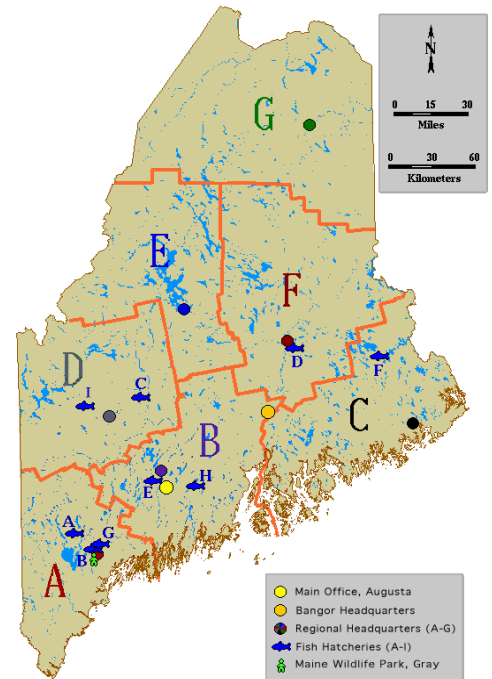 N
0 15 30
Miles
0 30 60
Kilometers
G
E
F
D
D
F
I
C
C
B
E
H
A
G
B
A
Main Office, Augusta
Bangor Headquarters
Regional Headquarters (A-G)
Fish Hatcheries (A-I)
Maine Wildlife Park, Gray